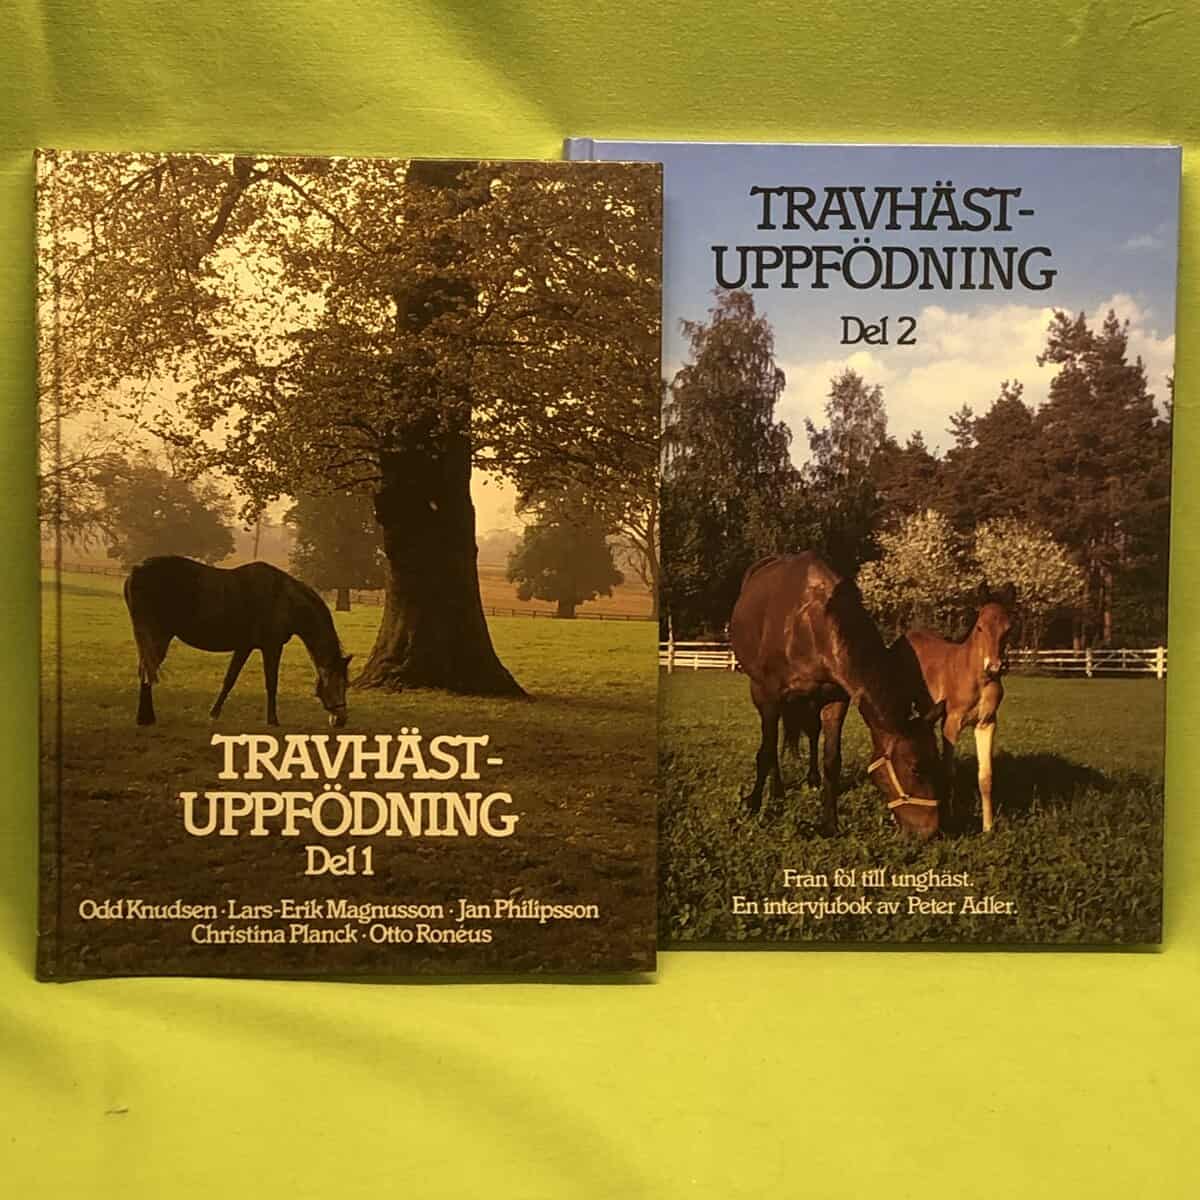 TRAVHÄST-
UPPFÖDNING
Del 1
Odd Knudsen · Lars-Erik Magnusson · Jan Philipsson
Christina Planck · Otto Ronéus
TRAVHÄST-
UPPFÖDNING
Del 2
Från föl till unghäst.
En intervjubok av Peter Adler.